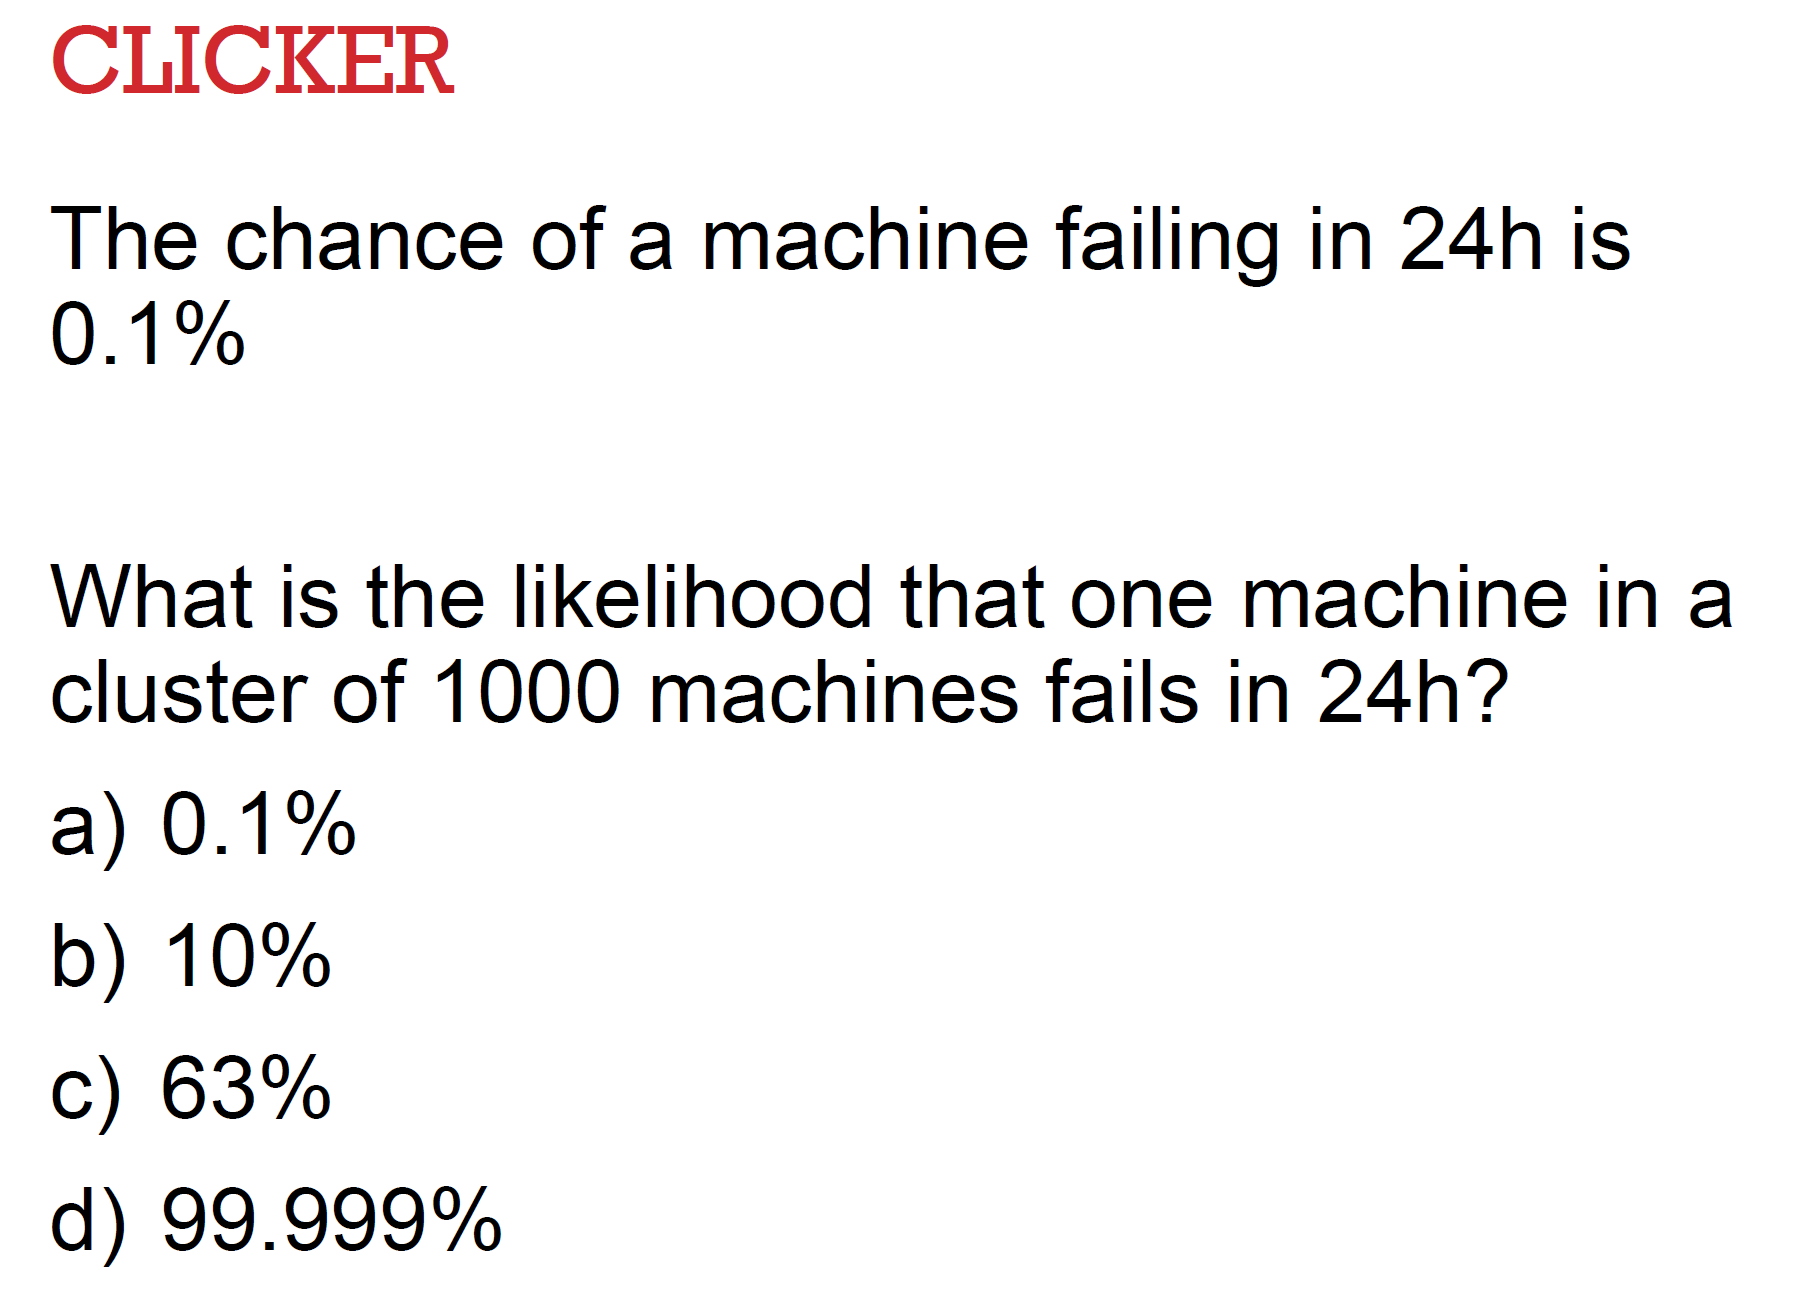 CLICKER
The chance of a machine failing in 24h is
0.1%
What is the likelihood that one machine in a
cluster of 1000 machines fails in 24h?
a) 0.1%
b) 10%
c) 63%
d) 99.999%